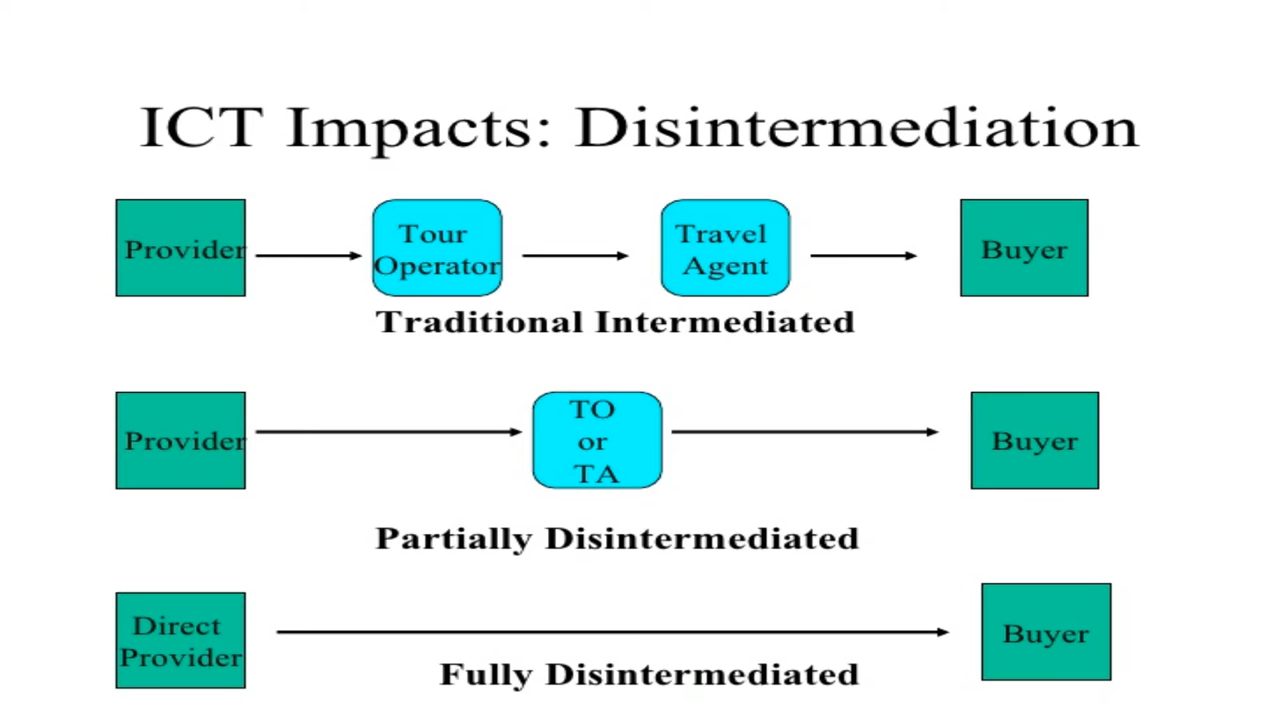 ICT Impacts: Disintermediation
Provider
Tour
Operator
Travel
Agent
Buyer
Traditional Intermediated
Provider
TO
or
TA
Buyer
Partially Disintermediated
Direct
Provider
Buyer
Fully Disintermediated